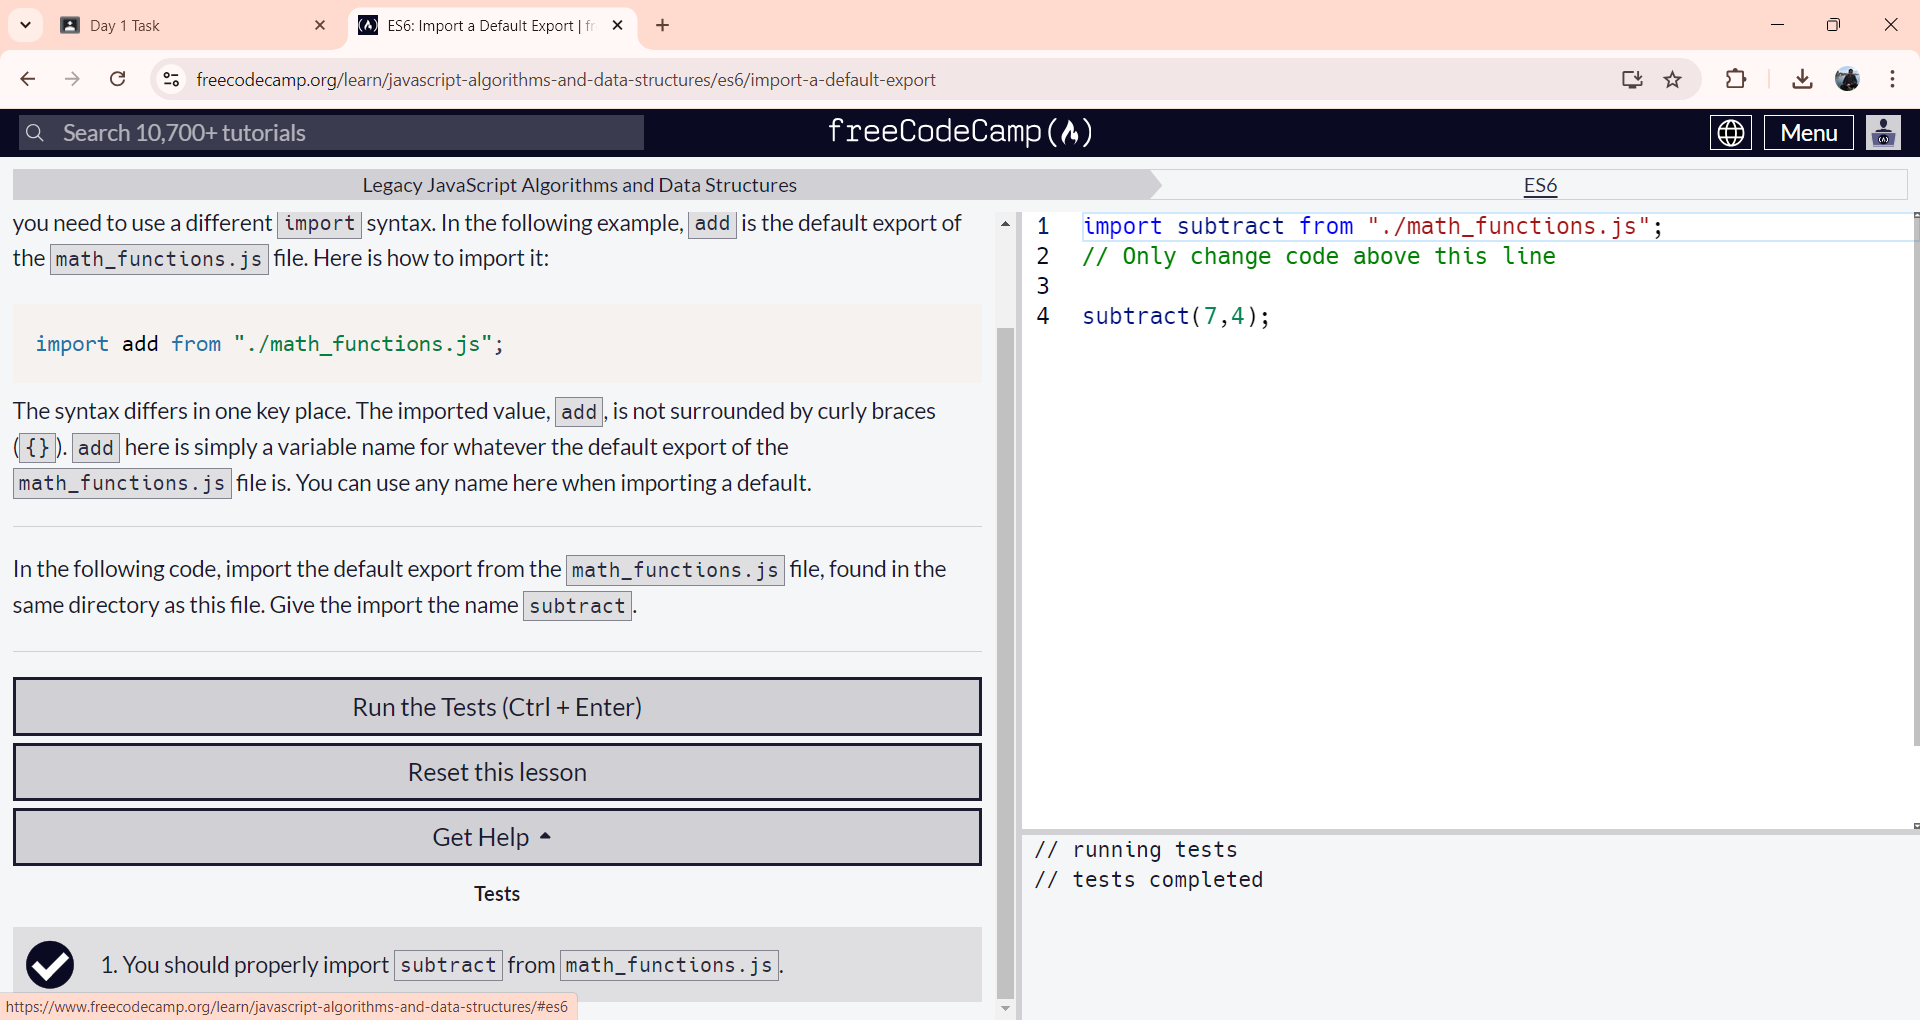 Day 1 Task
ES6: Import a Default Export | fr
freecodecamp.org/learn/javascript-algorithms-and-data-structures/es6/import-a-default-export
Search 10,700+ tutorials
freeCodeCamp
Menu
Legacy JavaScript Algorithms and Data Structures
ES6
you need to use a different import syntax. In the following example, add is the default export of
the math_functions.js file. Here is how to import it:
import add from "./math_functions.js";
The syntax differs in one key place. The imported value, add, is not surrounded by curly braces
({}). add here is simply a variable name for whatever the default export of the
math_functions.js file is. You can use any name here when importing a default.
In the following code, import the default export from the math_functions.js file, found in the
same directory as this file. Give the import the name subtract.
Run the Tests (Ctrl + Enter)
Reset this lesson
Get Help
Tests
1. You should properly import subtract from math_functions.js.
https://www.freecodecamp.org/learn/javascript-algorithms-and-data-structures/#es6
1 import subtract from "./math_functions.js";
2 // Only change code above this line
3
4 subtract(7,4);
// running tests
// tests completed